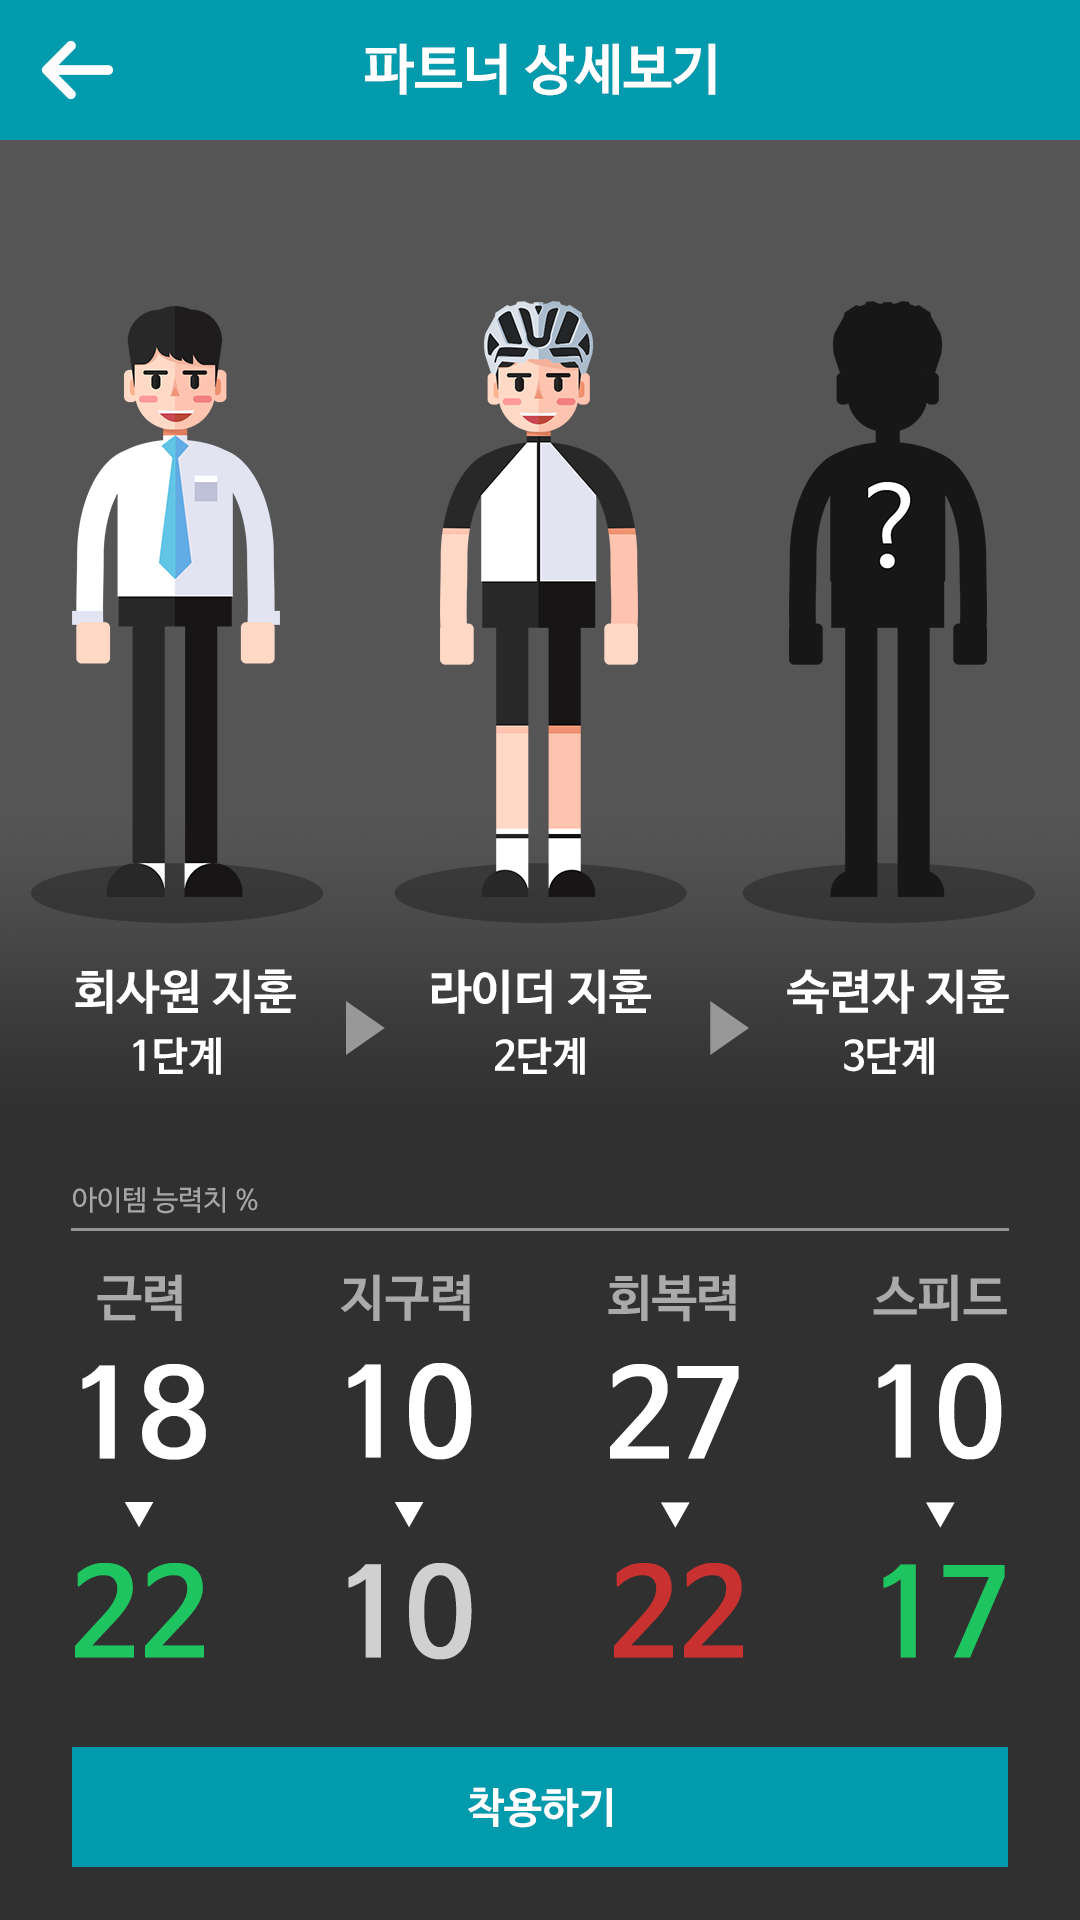 파트너 상세보기
?
회사원 지훈 라이더 지훈 숙련자 지훈
1단계 2단계 3단계
아이템 능력치 %
근력 지구력 회복력 스피드
18 10 27 10
22 10 22 17
착용하기